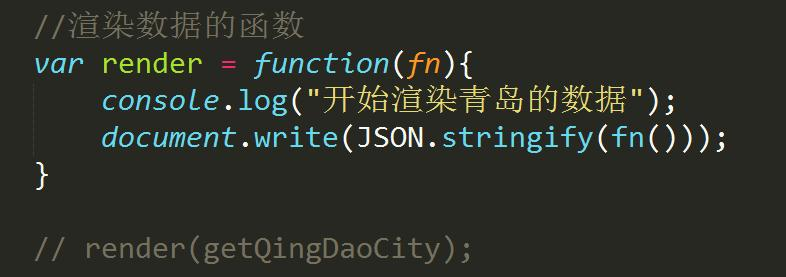 //渲染数据的函数
var render = function(fn){
    console.log("开始渲染青岛的数据");
    document.write(JSON.stringify(fn()));
}
// render(getQingDaoCity);